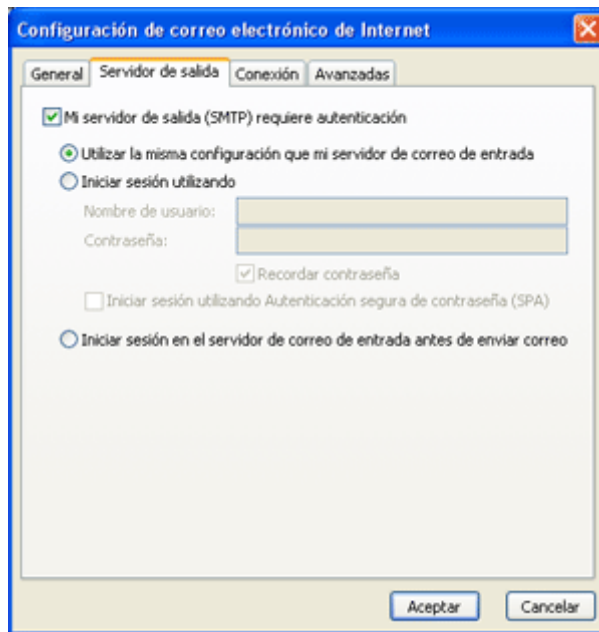 Configuración de correo electrónico de Internet
General Servidor de salida Conexión Avanzadas
Mi servidor de salida (SMTP) requiere autenticación
Utilizar la misma configuración que mi servidor de correo de entrada
Iniciar sesión utilizando
Nombre de usuario:
Contraseña:
Recordar contraseña
Iniciar sesión utilizando Autenticación segura de contraseña (SPA)
Iniciar sesión en el servidor de correo de entrada antes de enviar correo
Aceptar Cancelar